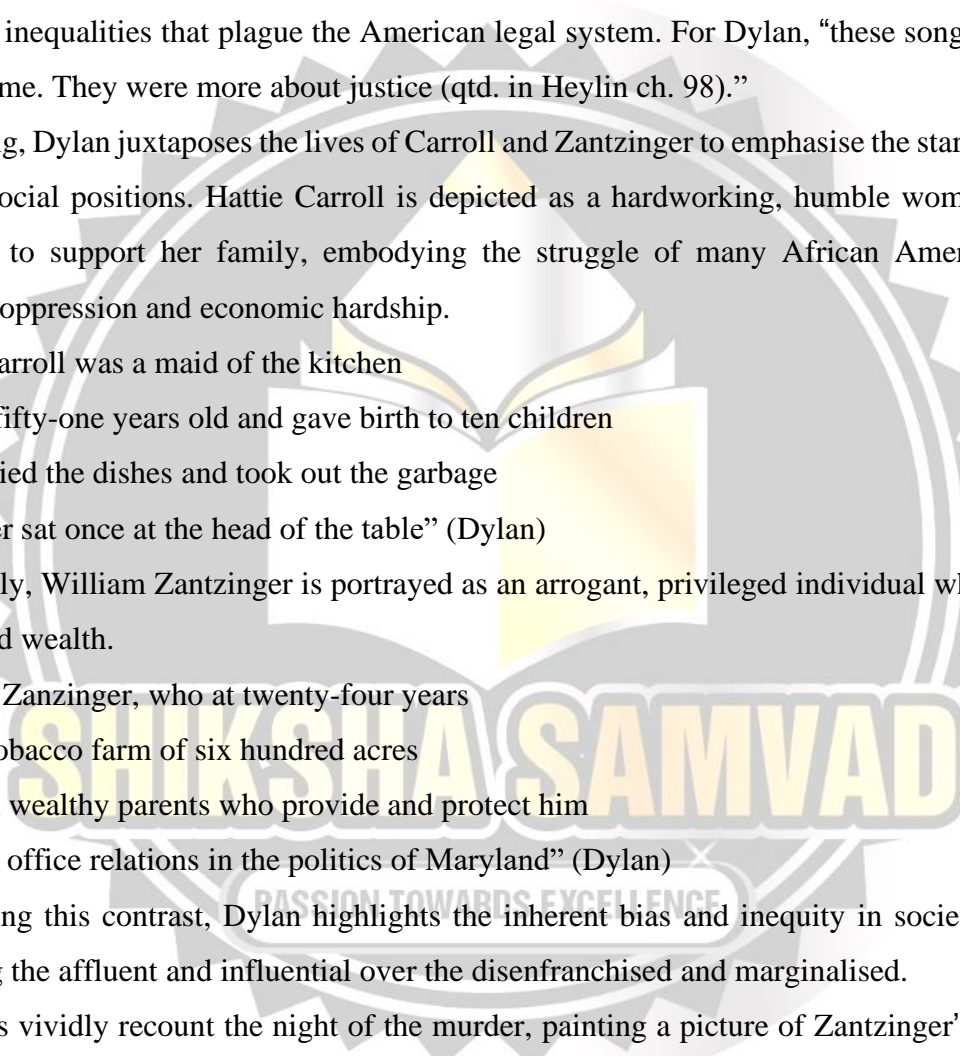 inequalities that plague the American legal system. For Dylan, “these song
me. They were more about justice (qtd. in Heylin ch. 98).”
g, Dylan juxtaposes the lives of Carroll and Zantzinger to emphasise the star
ocial positions. Hattie Carroll is depicted as a hardworking, humble wom
to support her family, embodying the struggle of many African Amer
oppression and economic hardship.
arroll was a maid of the kitchen
fifty-one years old and gave birth to ten children
ied the dishes and took out the garbage
er sat once at the head of the table” (Dylan)
ly, William Zantzinger is portrayed as an arrogant, privileged individual wh
d wealth.
Zanzinger, who at twenty-four years
obacco farm of six hundred acres
wealthy parents who provide and protect him
office relations in the politics of Maryland” (Dylan)
ng this contrast, Dylan highlights the inherent bias and inequity in socie
g the affluent and influential over the disenfranchised and marginalised.
s vividly recount the night of the murder, painting a picture of Zantzinger’
SHIKSHA SAMVAD
PASSION TOWARDS EXCELLENCE